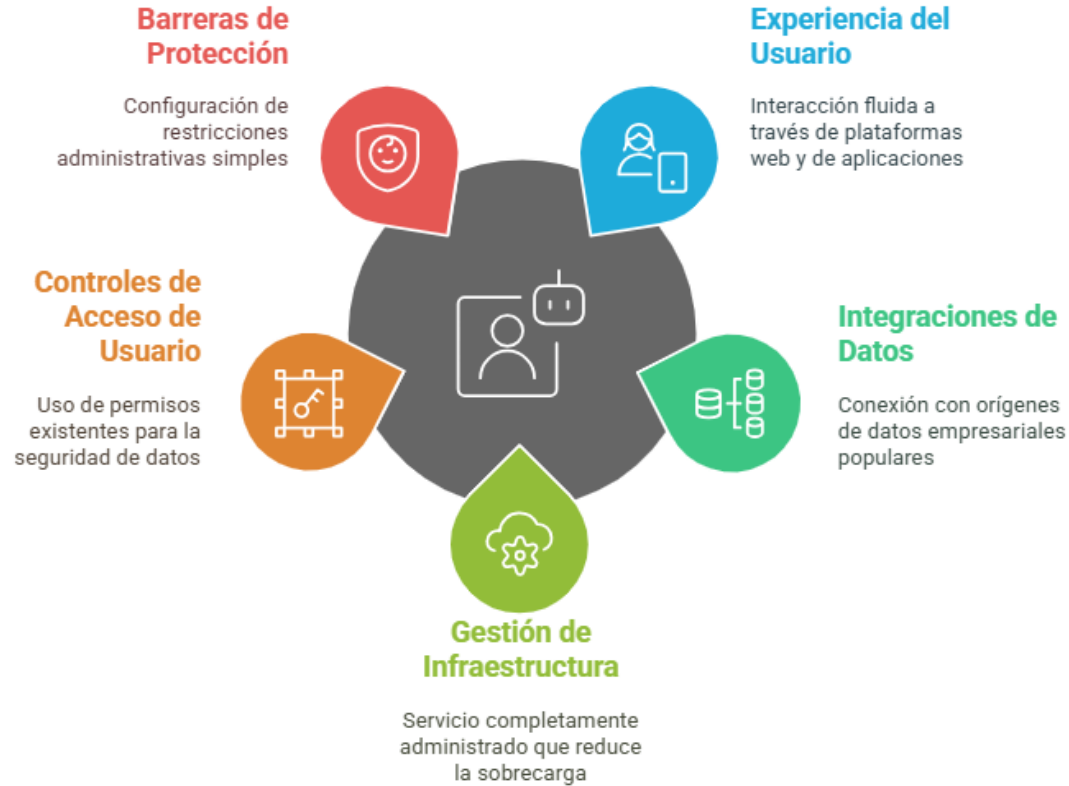 Barreras de
Protección
Configuración de
restricciones
administrativas simples
Experiencia del
Usuario
Interacción fluida a
través de plataformas
web y de aplicaciones
Controles de
Acceso de
Usuario
Uso de permisos
existentes para la
seguridad de datos
Integraciones de
Datos
Conexión con orígenes
de datos empresariales
populares
Gestión de
Infraestructura
Servicio completamente
administrado que reduce
la sobrecarga